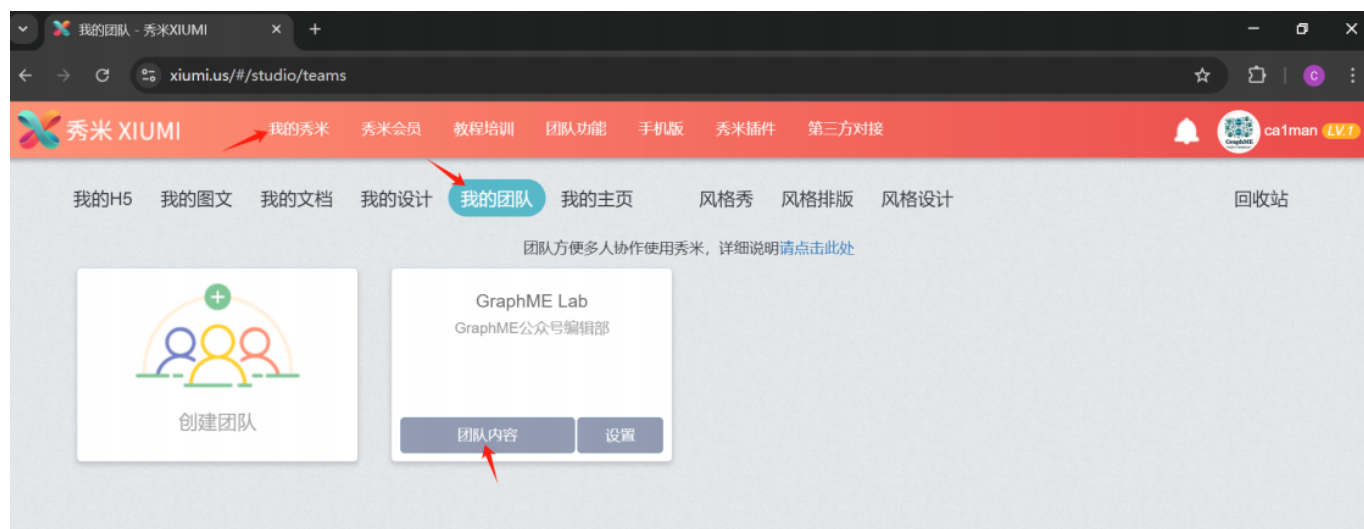 我的团队 - 秀米XIUMI
xiumi.us/#/studio/teams
C
秀米 XIUMI 我的秀米 秀米会员 教程培训 团队功能 手机版 秀米插件 第三方对接 GraphME ca1man LV.1
我的H5 我的图文 我的文档 我的设计 我的团队 我的主页 风格秀 风格排版 风格设计 回收站
团队方便多人协作使用秀米，详细说明请点击此处
创建团队
GraphME Lab
GraphME公众号编辑部
团队内容 设置